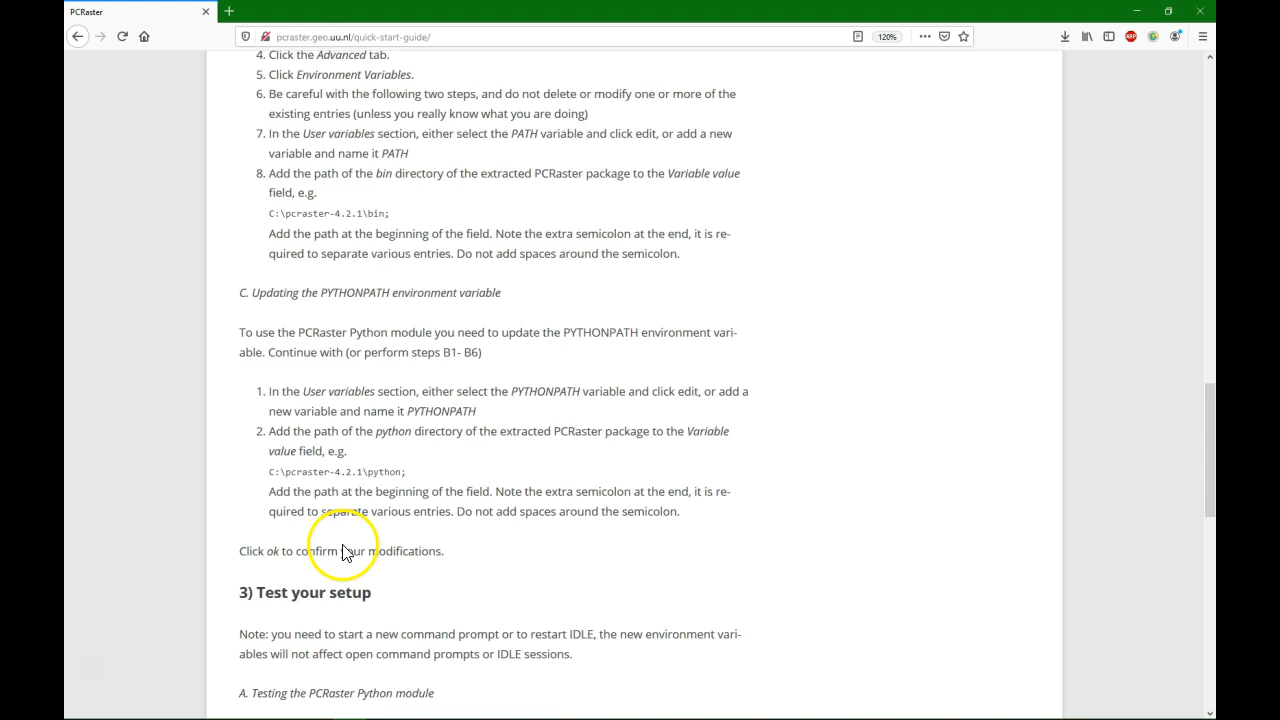 PCRaster
pcraster.geo.uu.nl/quick-start-guide/
120%
ABP
4. Click the Advanced tab.
5. Click Environment Variables.
6. Be careful with the following two steps, and do not delete or modify one or more of the
existing entries (unless you really know what you are doing)
7. In the User variables section, either select the PATH variable and click edit, or add a new
variable and name it PATH
8. Add the path of the bin directory of the extracted PCRaster package to the Variable value
field, e.g.
C:\pcraster-4.2.1\bin;
Add the path at the beginning of the field. Note the extra semicolon at the end, it is re-
quired to separate various entries. Do not add spaces around the semicolon.
C. Updating the PYTHONPATH environment variable
To use the PCRaster Python module you need to update the PYTHONPATH environment vari-
able. Continue with (or perform steps B1- B6)
1. In the User variables section, either select the PYTHONPATH variable and click edit, or add a
new variable and name it PYTHONPATH
2. Add the path of the python directory of the extracted PCRaster package to the Variable
value field, e.g.
C:\pcraster-4.2.1\python;
Add the path at the beginning of the field. Note the extra semicolon at the end, it is re-
quired to separate various entries. Do not add spaces around the semicolon.
Click ok to confirm your modifications.
3) Test your setup
Note: you need to start a new command prompt or to restart IDLE, the new environment vari-
ables will not affect open command prompts or IDLE sessions.
A. Testing the PCRaster Python module